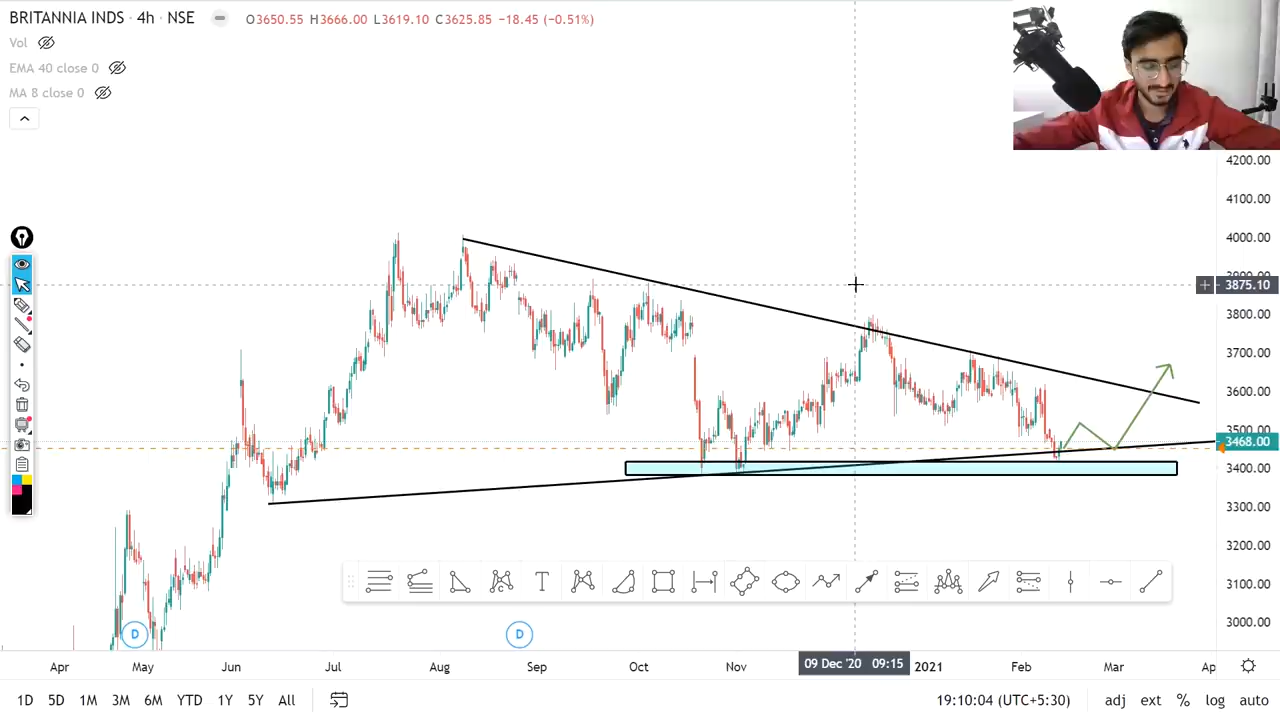 BRITANNIA INDS · 4h · NSE O3650.55 H3666.00 L3619.10 C3625.85 −18.45 (−0.51%)
Vol
EMA 40 close 0
MA 8 close 0
4200.00
4100.00
4000.00
3900.00
3875.10
3800.00
3700.00
3600.00
3500.00
3468.00
3400.00
3300.00
3200.00
3100.00
3000.00
C
T
D D
Apr May Jun Jul Aug Sep Oct Nov 09 Dec '20 09:15 2021 Feb Mar Ap
1D 5D 1M 3M 6M YTD 1Y 5Y All 19:10:04 (UTC+5:30) adj ext % log auto